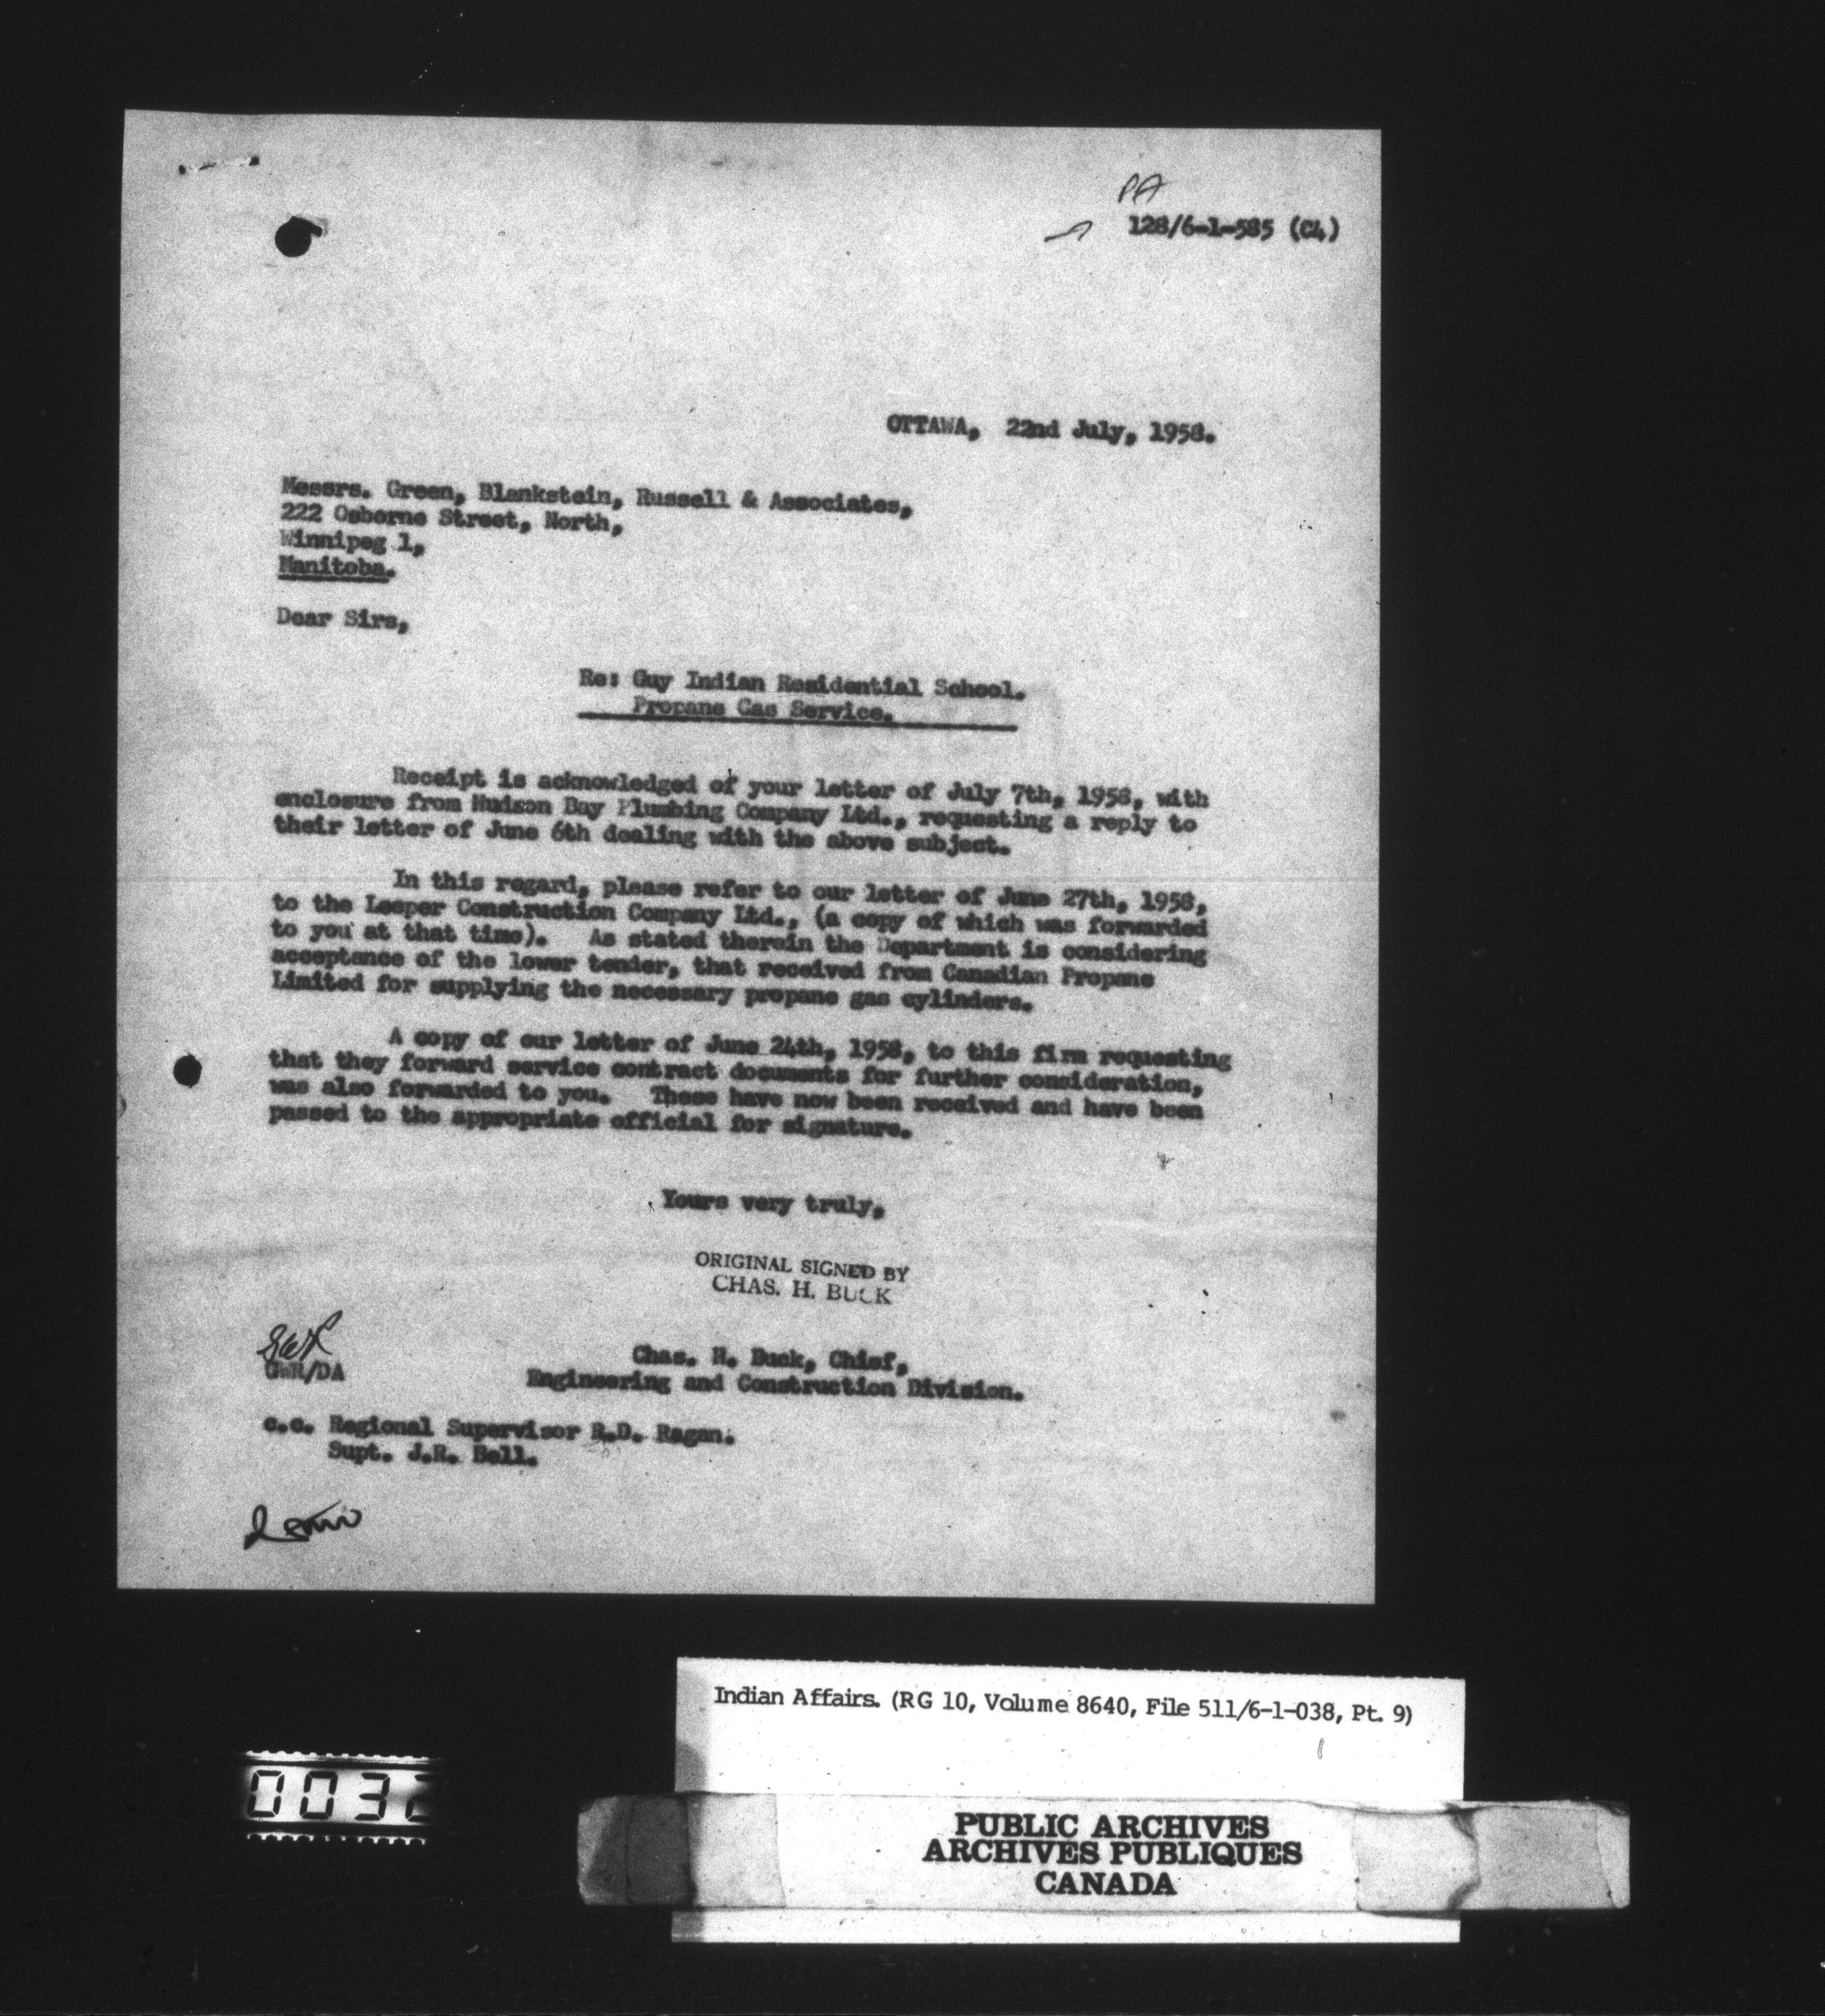 PA
128/6-1-585 (C4)
OTTAWA, 22nd July, 1958.
Messrs. Green, Blankstein, Russell & Associates,
222 Osborne Street, North,
Winnipeg 1,
Manitoba.
Dear Sirs,
Re: Guy Indian Residential School.
Propane Gas Service.
Receipt is acknowledged of your letter of July 7th, 1958, with
enclosure from Hudson Bay Plumbing Company Ltd., requesting a reply to
their letter of June 6th dealing with the above subject.
In this regard, please refer to our letter of June 27th, 1958,
to the Leeper Construction Company Ltd., (a copy of which was forwarded
to you at that time). As stated therein the Department is considering
acceptance of the lower tender, that received from Canadian Propane
Limited for supplying the necessary propane gas cylinders.
A copy of our letter of June 24th, 1958, to this firm requesting
that they forward service contract documents for further consideration,
was also forwarded to you. These have now been received and have been
passed to the appropriate official for signature.
Yours very truly,
ORIGINAL SIGNED BY
CHAS. H. BUCK
GWR/DA
Chas. H. Buck, Chief,
Engineering and Construction Division.
c.c. Regional Supervisor R.D. Ragan.
Supt. J.R. Bell.
Indian Affairs. (RG 10, Volume 8640, File 511/6-1-038, Pt. 9)
003
PUBLIC ARCHIVES
ARCHIVES PUBLIQUES
CANADA